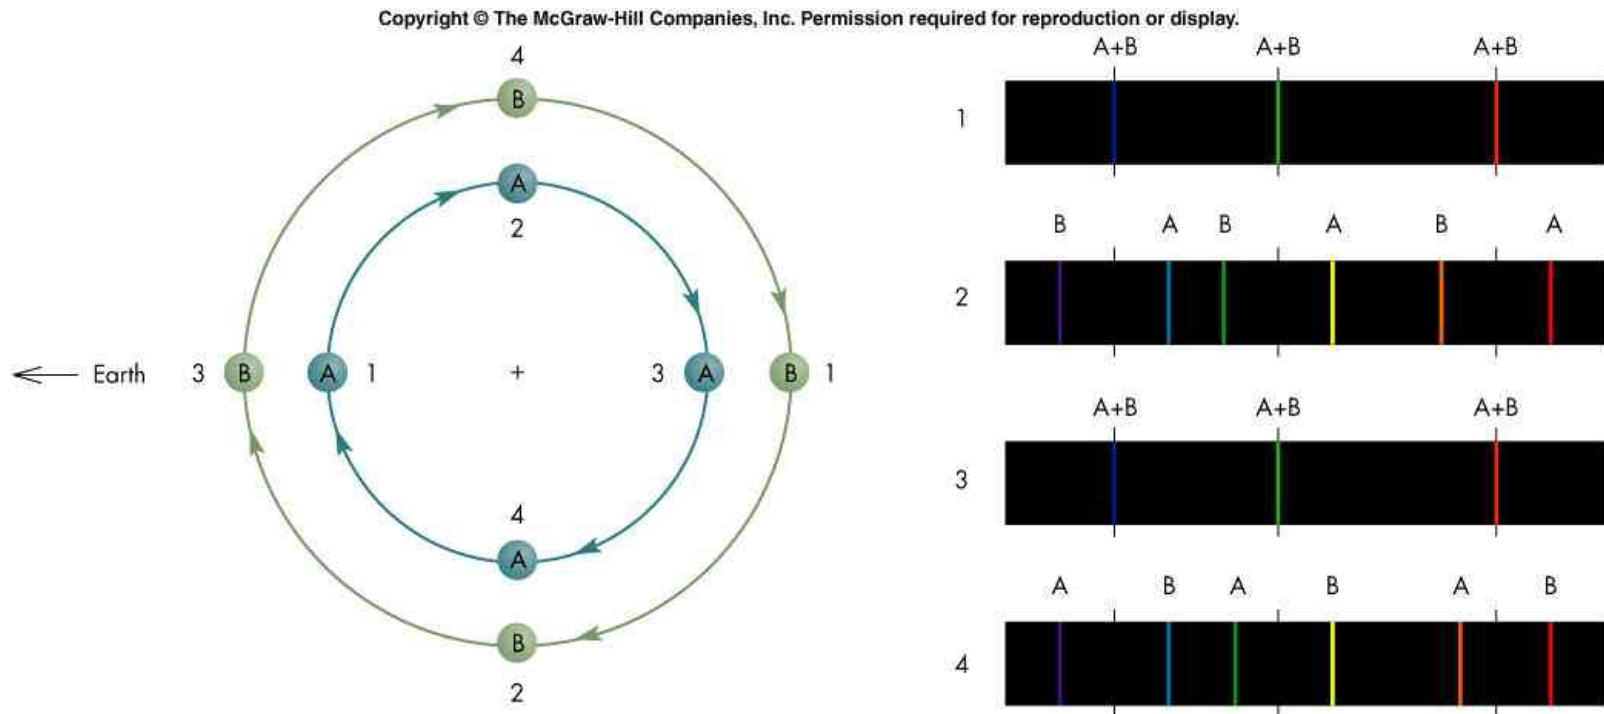 Copyright © The McGraw-Hill Companies, Inc. Permission required for reproduction or display.
4
B
A
2
Earth
3
B
A
1
+
3
A
B
1
4
A
B
2
A+B A+B A+B
1
B A B A B A
2
A+B A+B A+B
3
A B A B A B
4